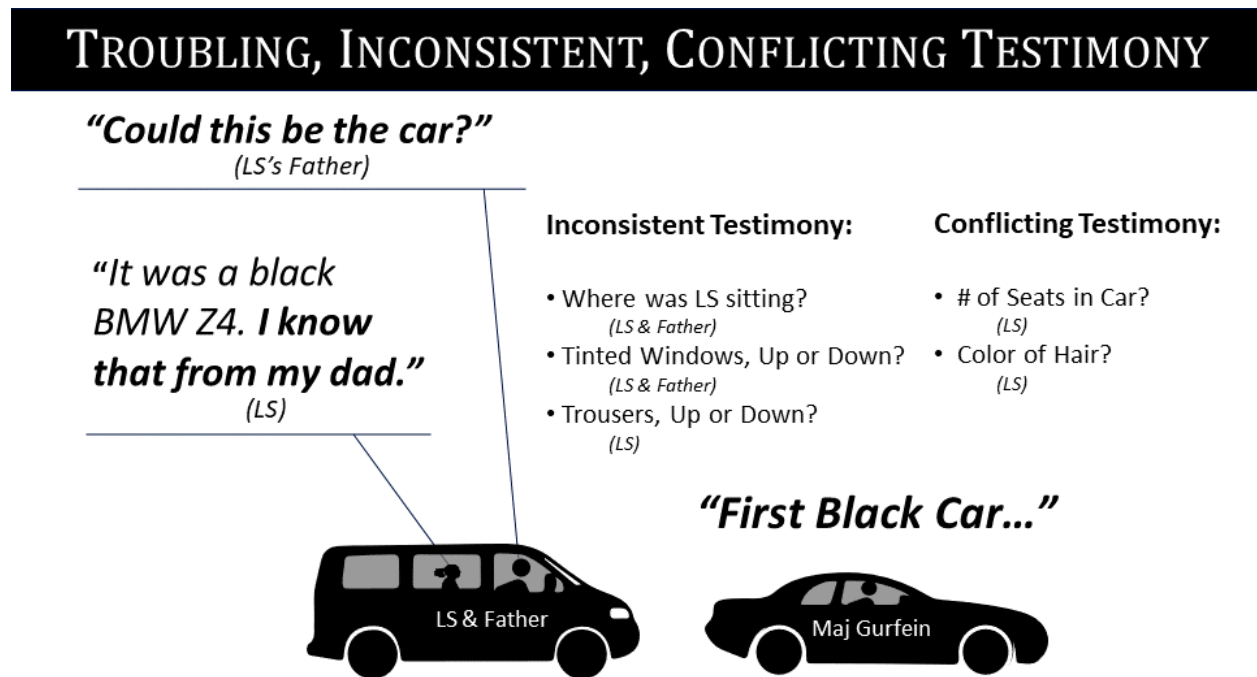 TROUBLING, INCONSISTENT, CONFLICTING TESTIMONY
“Could this be the car?”
(LS’s Father)
“It was a black
BMW Z4. I know
that from my dad.”
(LS)
Inconsistent Testimony:
• Where was LS sitting?
(LS & Father)
• Tinted Windows, Up or Down?
(LS & Father)
• Trousers, Up or Down?
(LS)
Conflicting Testimony:
• # of Seats in Car?
(LS)
• Color of Hair?
(LS)
“First Black Car…”
LS & Father
Maj Gurfein